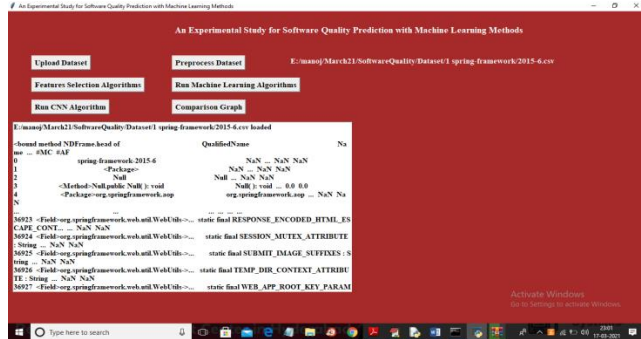 An Experimental Study for Software Quality Prediction with Machine Learning Methods
An Experimental Study for Software Quality Prediction with Machine Learning Methods
Upload Dataset Preprocess Dataset E:/manoj/March21/SoftwareQuality/Dataset/1 spring-framework/2015-6.csv
Features Selection Algorithms Run Machine Learning Algorithms
Run CNN Algorithm Comparison Graph
E:/manoj/March21/SoftwareQuality/Dataset/1 spring-framework/2015-6.csv loaded
<bound method NDFrame.head of QualifiedName Na
me ... #MC #AF
0 spring-framework-2015-6 NaN ... NaN NaN
1 <Package> NaN ... NaN NaN
2 Null Null ... NaN NaN
3 <Method>Null.public Null( ): void Null( ): void ... 0.0 0.0
4 <Package>org.springframework.aop org.springframework.aop ... NaN Na
N
... ... ... ... ... ...
36923 <Field>org.springframework.web.util.WebUtils->... static final RESPONSE_ENCODED_HTML_ES
CAPE_CONT... ... NaN NaN
36924 <Field>org.springframework.web.util.WebUtils->... static final SESSION_MUTEX_ATTRIBUTE
: String ... NaN NaN
36925 <Field>org.springframework.web.util.WebUtils->... static final SUBMIT_IMAGE_SUFFIXES : S
tring ... NaN NaN
36926 <Field>org.springframework.web.util.WebUtils->... static final TEMP_DIR_CONTEXT_ATTRIBU
TE : String ... NaN NaN
36927 <Field>org.springframework.web.util.WebUtils->... static final WEB_APP_ROOT_KEY_PARAM
Activate Windows
Go to Settings to activate Windows.
Type here to search
23:01
17-03-2021